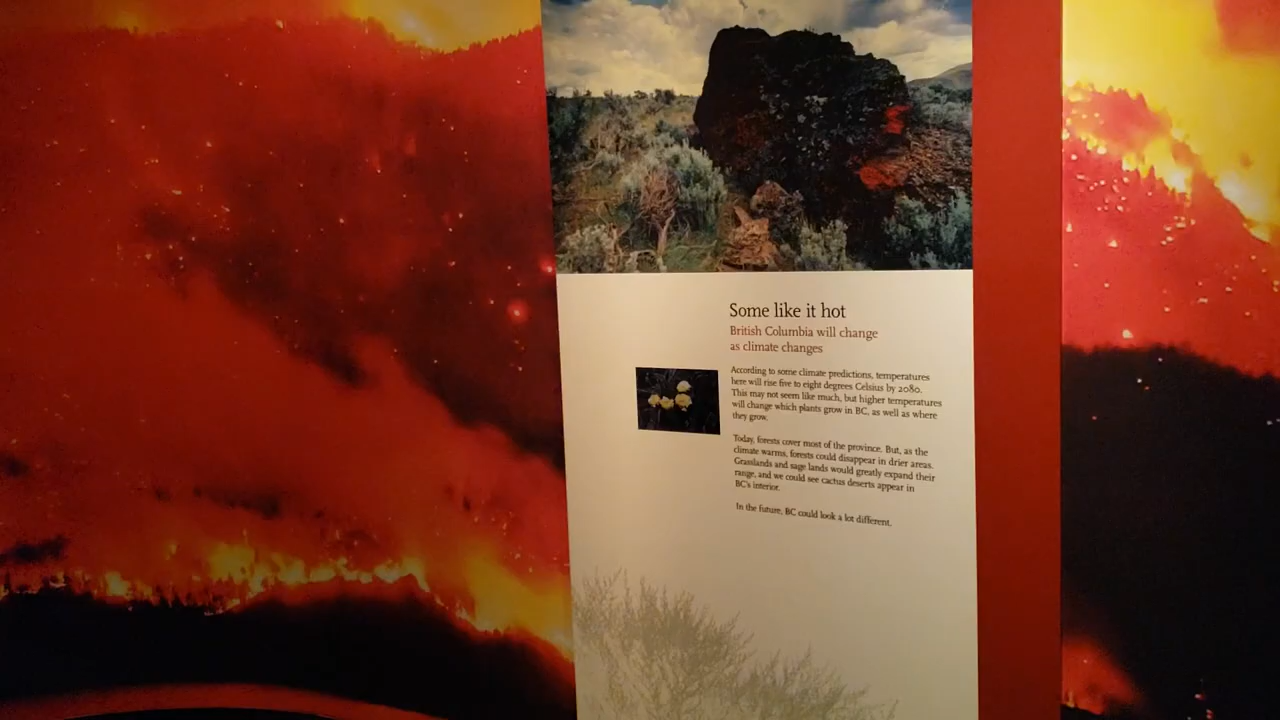 Some like it hot
British Columbia will change
as climate changes
According to some climate predictions, temperatures
here will rise five to eight degrees Celsius by 2080.
This may not seem like much, but higher temperatures
will change which plants grow in BC, as well as where
they grow.
Today, forests cover most of the province. But, as the
climate warms, forests could disappear in drier areas.
Grasslands and sage lands would greatly expand their
range, and we could see cactus deserts appear in
BC's interior.
In the future, BC could look a lot different.